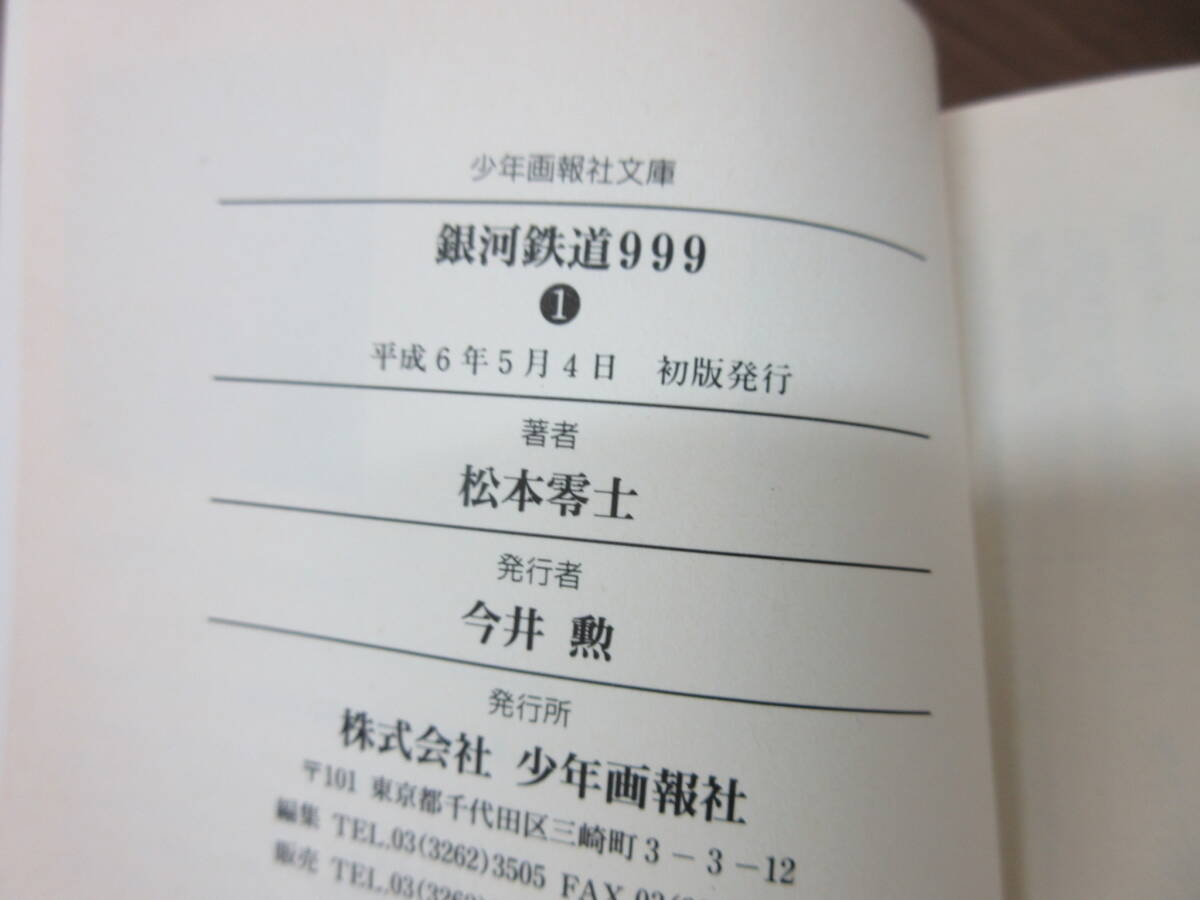 少年画報社文庫
銀河鉄道999
❶
平成6年5月4日 初版発行
著者
松本零士
発行者
今井 勲
発行所
株式会社 少年画報社
〒101 東京都千代田区三崎町3-3-12
編集 TEL.03(3262)3505 FAX
販売 TEL.03